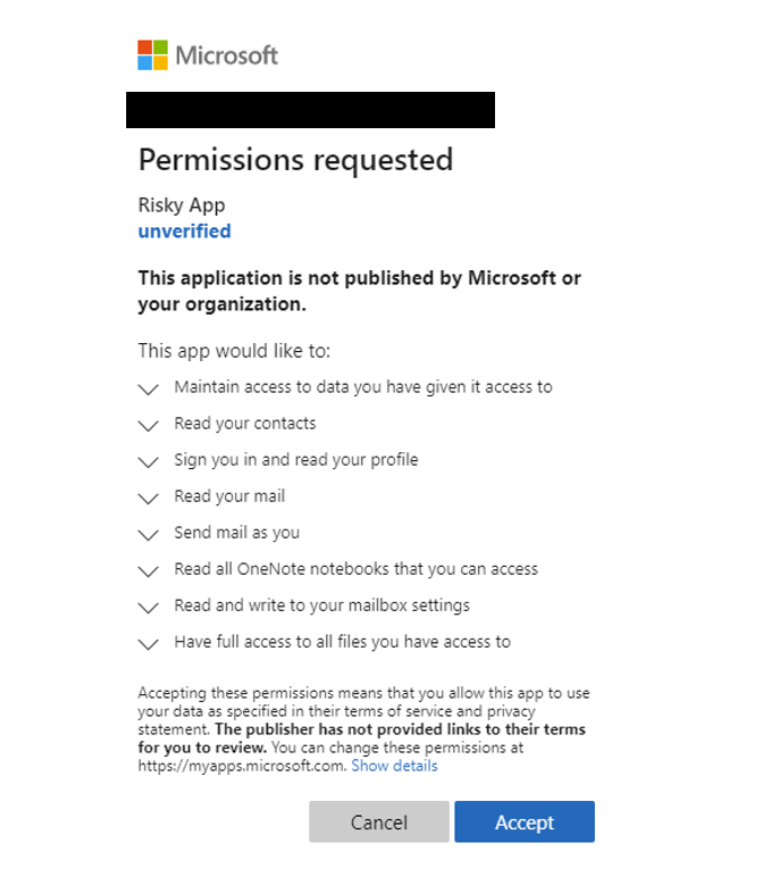 Microsoft
Permissions requested
Risky App
unverified
This application is not published by Microsoft or
your organization.
This app would like to:
Maintain access to data you have given it access to
Read your contacts
Sign you in and read your profile
Read your mail
Send mail as you
Read all OneNote notebooks that you can access
Read and write to your mailbox settings
Have full access to all files you have access to
Accepting these permissions means that you allow this app to use
your data as specified in their terms of service and privacy
statement. The publisher has not provided links to their terms
for you to review. You can change these permissions at
https://myapps.microsoft.com. Show details
Cancel Accept